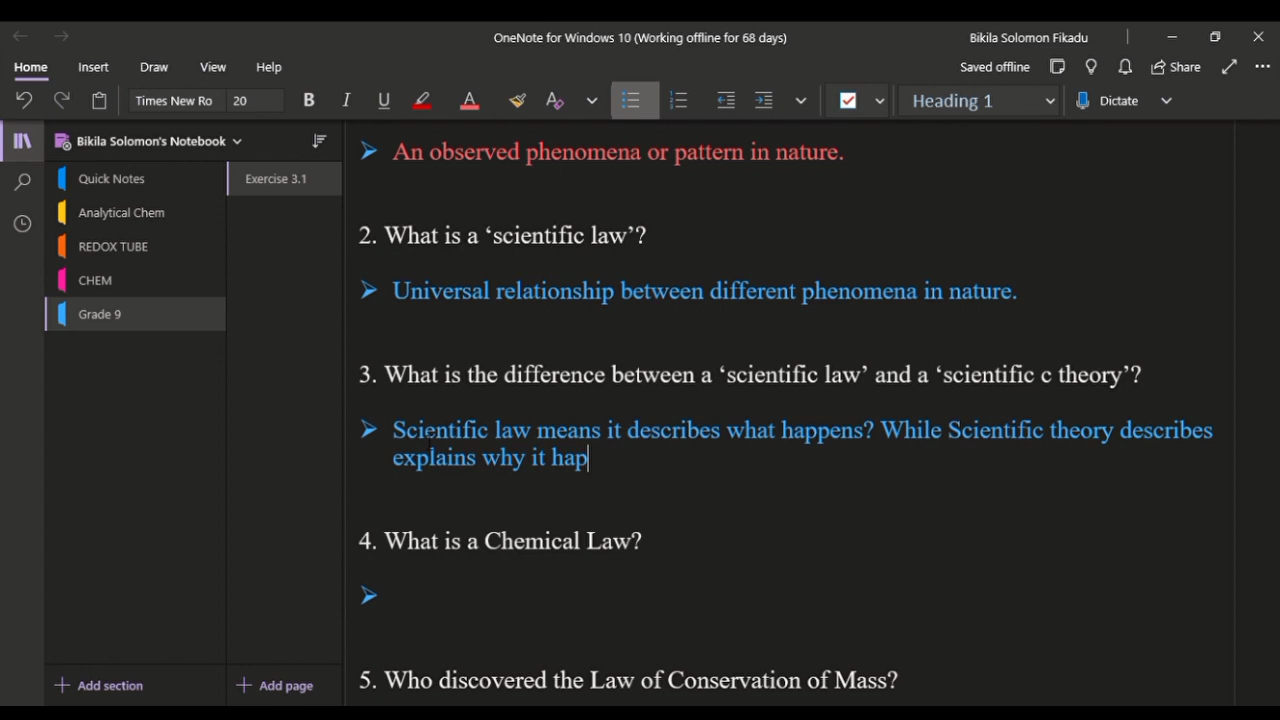 OneNote for Windows 10 (Working offline for 68 days)
Bikila Solomon Fikadu
Home Insert Draw View Help
Saved offline
Share
Times New Ro 20 B I U A A Heading 1 Dictate
Bikila Solomon's Notebook
Quick Notes
Analytical Chem
REDOX TUBE
CHEM
Grade 9
Exercise 3.1
An observed phenomena or pattern in nature.
2. What is a ‘scientific law’?
Universal relationship between different phenomena in nature.
3. What is the difference between a ‘scientific law’ and a ‘scientific c theory’?
Scientific law means it describes what happens? While Scientific theory describes
explains why it hap
4. What is a Chemical Law?
5. Who discovered the Law of Conservation of Mass?
Add section
Add page